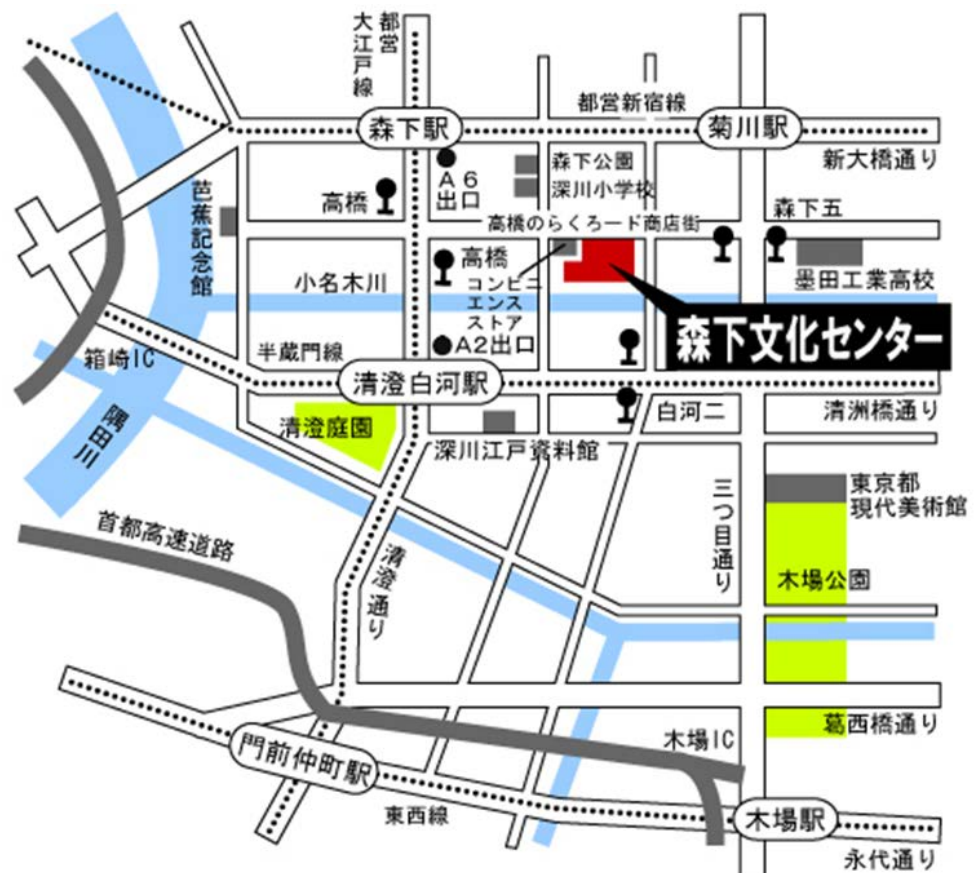 都営
大江戸線
都営新宿線
森下駅
菊川駅
新大橋通り
森下公園
A6
出口
深川小学校
芭蕉記念館
高橋
森下五
高橋のらくろード商店街
高橋
墨田工業高校
小名木川
コンビニ
エンス
ストア
森下文化センター
A2出口
半蔵門線
箱崎IC
清澄白河駅
白河二
清洲橋通り
隅田川
清澄庭園
深川江戸資料館
三つ目通り
東京都
現代美術館
首都高速道路
清澄通り
木場公園
葛西橋通り
木場IC
門前仲町駅
東西線
木場駅
永代通り